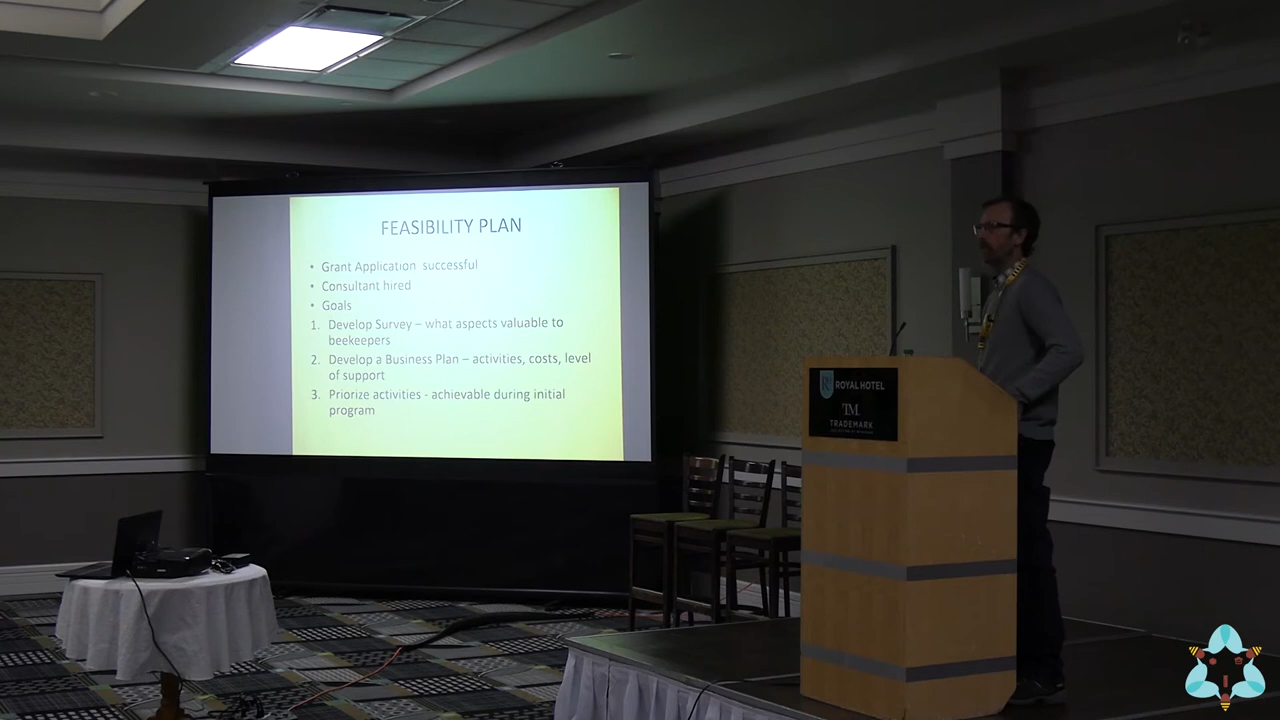 FEASIBILITY PLAN
• Grant Application successful
• Consultant hired
• Goals
1. Develop Survey – what aspects valuable to
beekeepers
2. Develop a Business Plan – activities, costs, level
of support
3. Priorize activities - achievable during initial
program
R ROYAL HOTEL
TM.
TRADEMARK